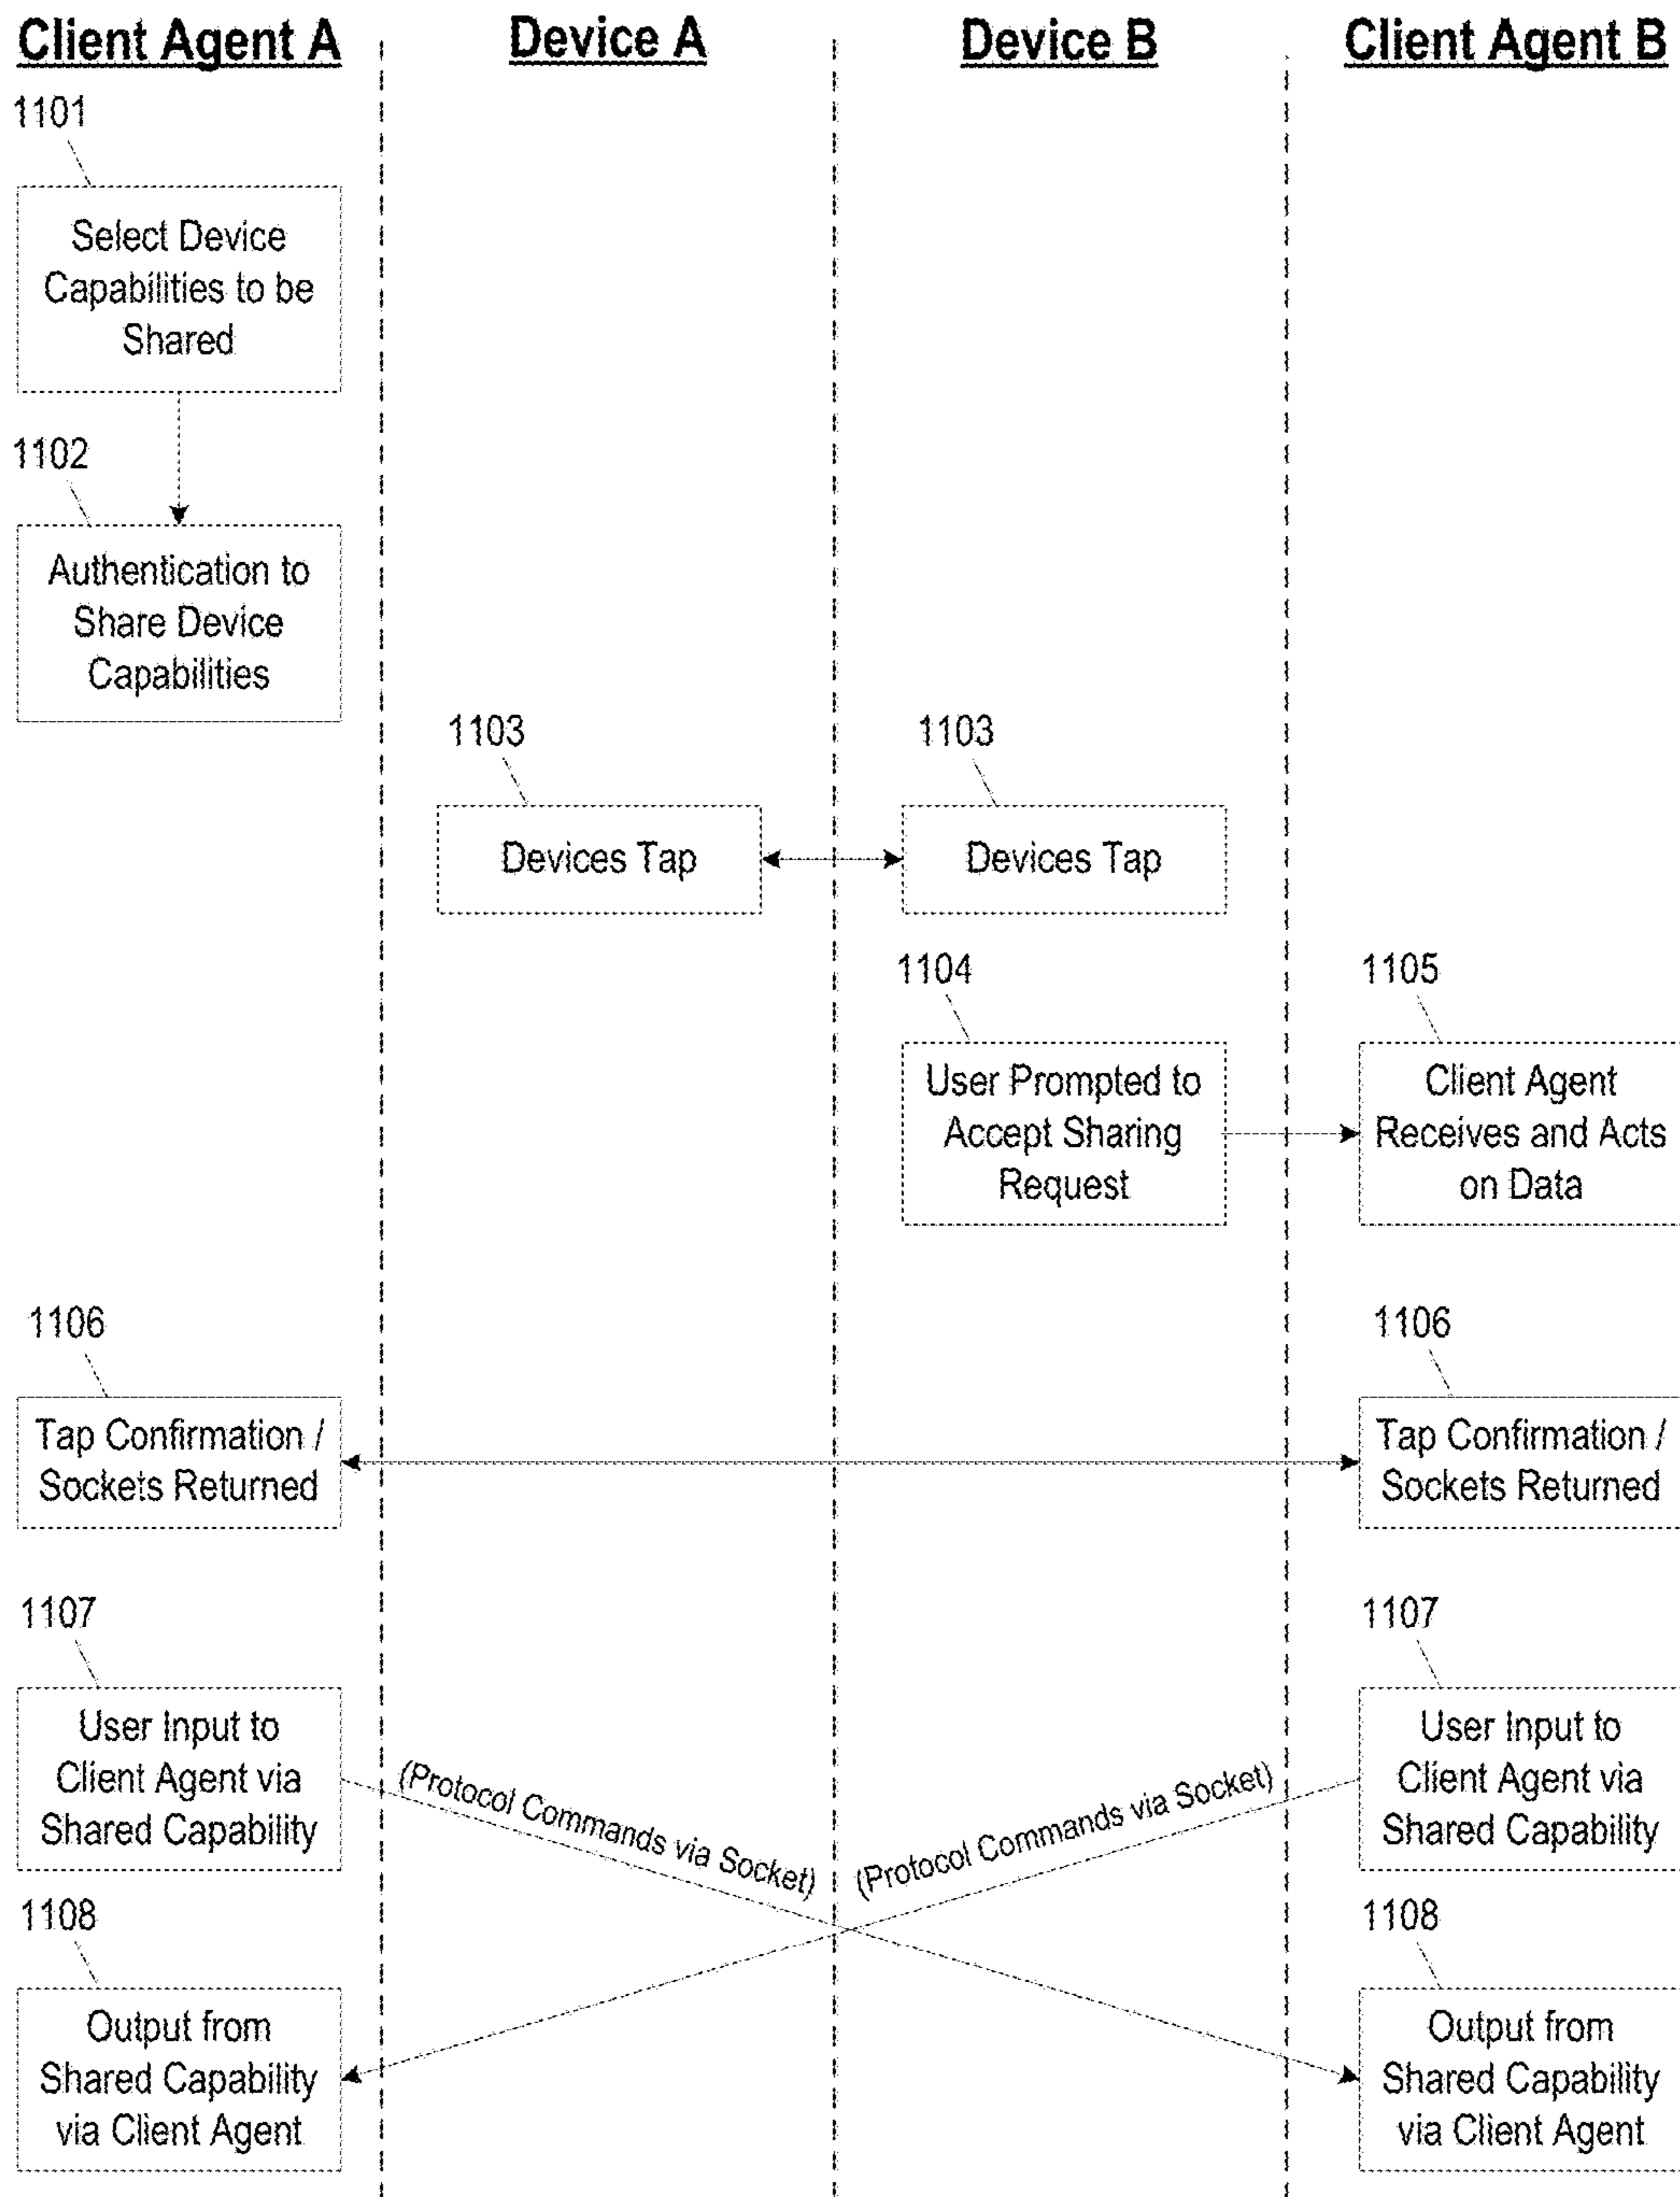 Client Agent A
Device A
Device B
Client Agent B
1101
Select Device
Capabilities to be
Shared
1102
Authentication to
Share Device
Capabilities
1103
1103
Devices Tap
Devices Tap
1104
1105
User Prompted to
Accept Sharing
Request
Client Agent
Receives and Acts
on Data
1106
1106
Tap Confirmation /
Sockets Returned
Tap Confirmation /
Sockets Returned
1107
1107
User Input to
Client Agent via
Shared Capability
(Protocol Commands via Socket)
(Protocol Commands via Socket)
User Input to
Client Agent via
Shared Capability
1108
1108
Output from
Shared Capability
via Client Agent
Output from
Shared Capability
via Client Agent